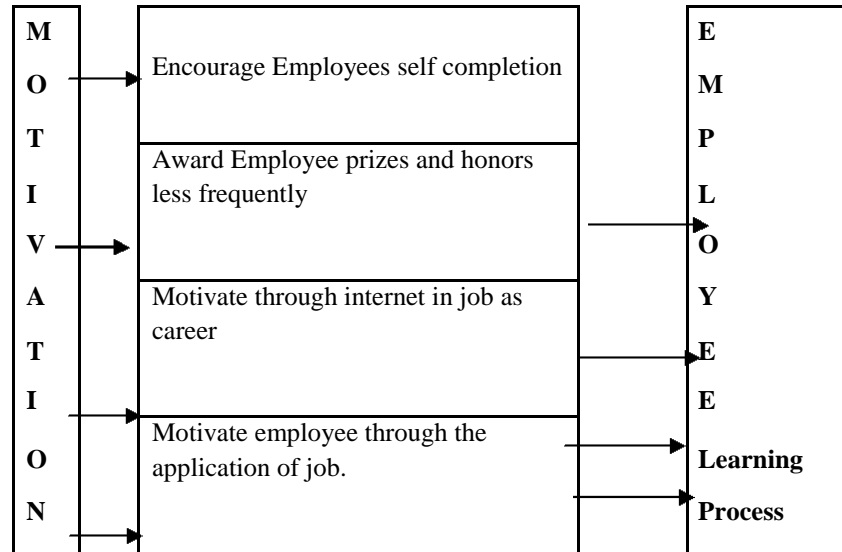 M
O
T
I
V
A
T
I
O
N
Encourage Employees self completion
Award Employee prizes and honors
less frequently
Motivate through internet in job as
career
Motivate employee through the
application of job.
E
M
P
L
O
Y
E
E
Learning
Process